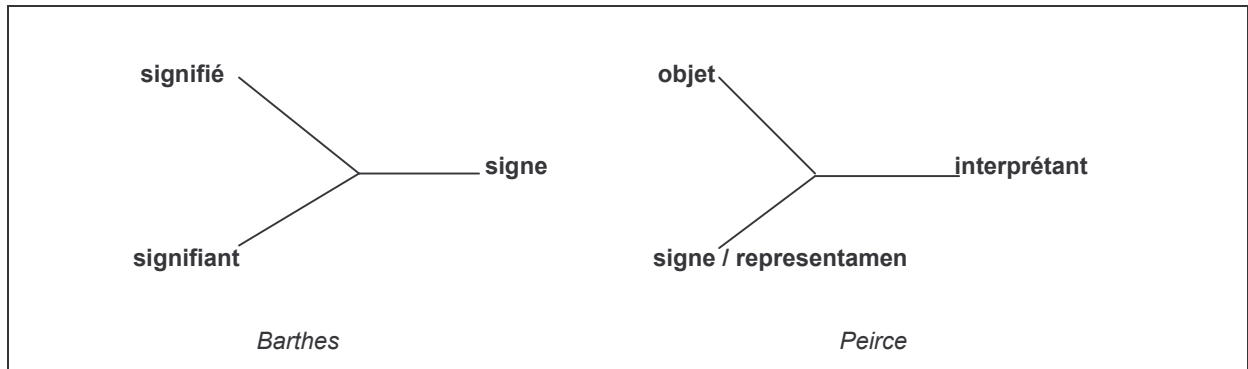 signifié
signe
signifiant
Barthes
objet
interprétant
signe / representamen
Peirce